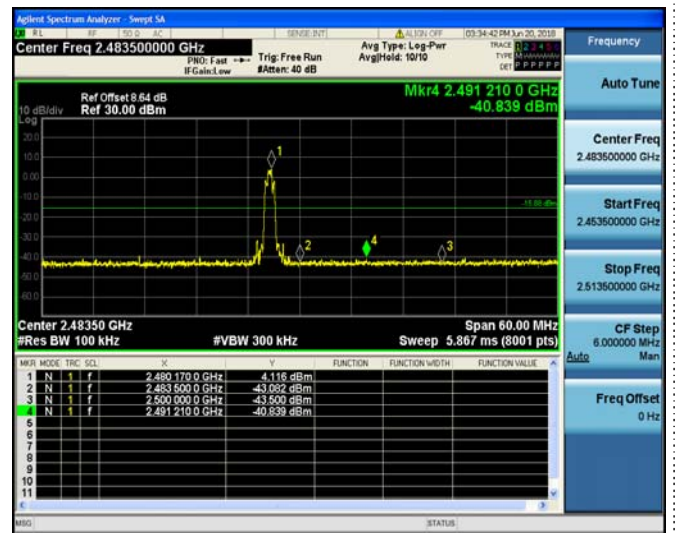 Agilent Spectrum Analyzer - Swept SA
RL RF 50 Ω AC SENSE:INT ALIGN OFF 03:34:42 PM Jun 20, 2018
Center Freq 2.483500000 GHz
PNO: Fast Trig: Free Run
IFGain:Low #Atten: 40 dB
Avg Type: Log-Pwr
Avg|Hold: 10/10
TRACE 1 2 3 4 5 6
TYPE
DET P P P P P P
Frequency
Auto Tune
Center Freq
2.483500000 GHz
Start Freq
2.453500000 GHz
Stop Freq
2.513500000 GHz
CF Step
6.000000 MHz
Auto Man
Freq Offset
0 Hz
Mkr4 2.491 210 0 GHz
-40.839 dBm
Ref Offset 8.64 dB
10 dB/div Ref 30.00 dBm
Log
20.0
10.0
0.00
-10.0
-20.0
-30.0
-40.0
-50.0
-60.0
1
2
4
3
Center 2.48350 GHz Span 60.00 MHz
#Res BW 100 kHz #VBW 300 kHz Sweep 5.867 ms (8001 pts)
MKR MODE TRC SCL X Y FUNCTION FUNCTION WIDTH FUNCTION VALUE
1 N 1 f 2.480 170 0 GHz 4.116 dBm
2 N 1 f 2.483 500 0 GHz -43.082 dBm
3 N 1 f 2.500 000 0 GHz -43.500 dBm
4 N 1 f 2.491 210 0 GHz -40.839 dBm
5
6
7
8
9
10
11
MSG STATUS